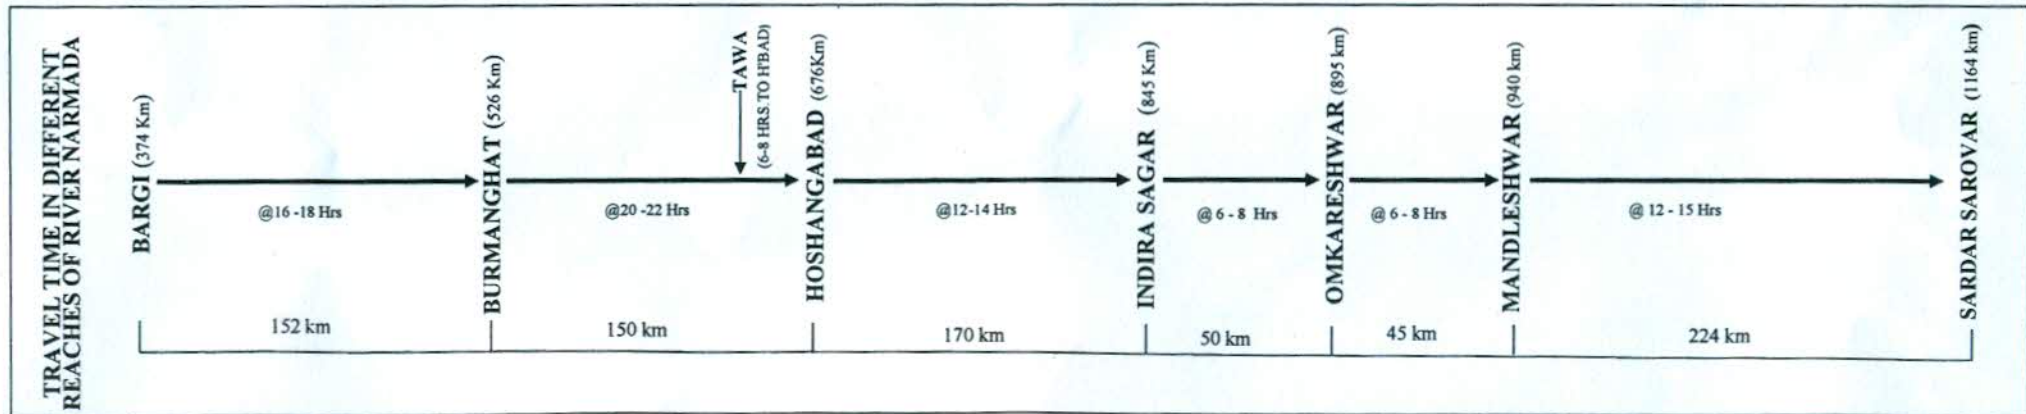 TRAVEL TIME IN DIFFERENT
REACHES OF RIVER NARMADA
BARGI (374 Km)
BURMANGHAT (526 Km)
TAWA
(6-8 HRS.TO H'BAD)
HOSHANGABAD (676Km)
INDIRA SAGAR (845 Km)
OMKARESHWAR (895 km)
MANDLESHWAR (940 km)
SARDAR SAROVAR (1164 km)
@16 -18 Hrs
@20 -22 Hrs
@12-14 Hrs
@ 6 - 8 Hrs
@ 6 - 8 Hrs
@ 12 - 15 Hrs
152 km
150 km
170 km
50 km
45 km
224 km